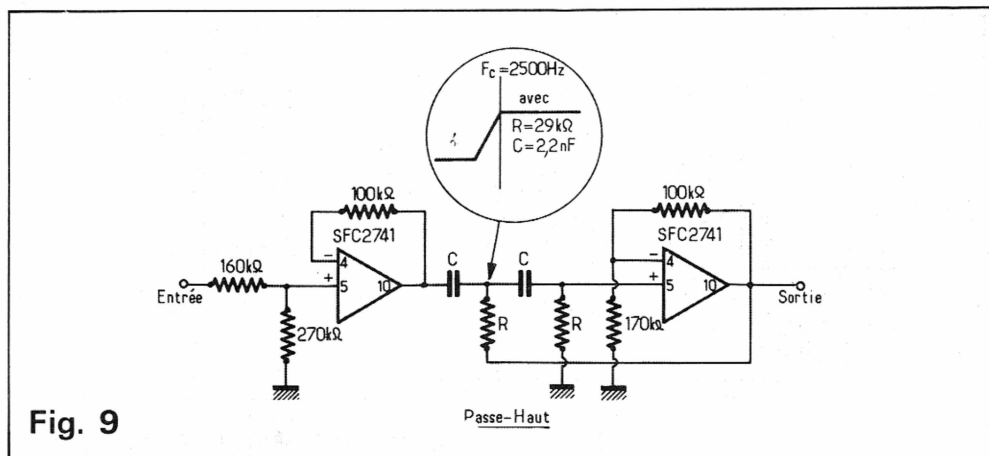 Fc=2500Hz
avec
R=29kΩ
C=2,2nF
100kΩ
SFC2741
160kΩ
Entrée
270kΩ
−
4
+
5
10
C
C
R
R
100kΩ
SFC2741
−
4
+
5
10
170kΩ
Sortie
Passe-Haut
Fig. 9